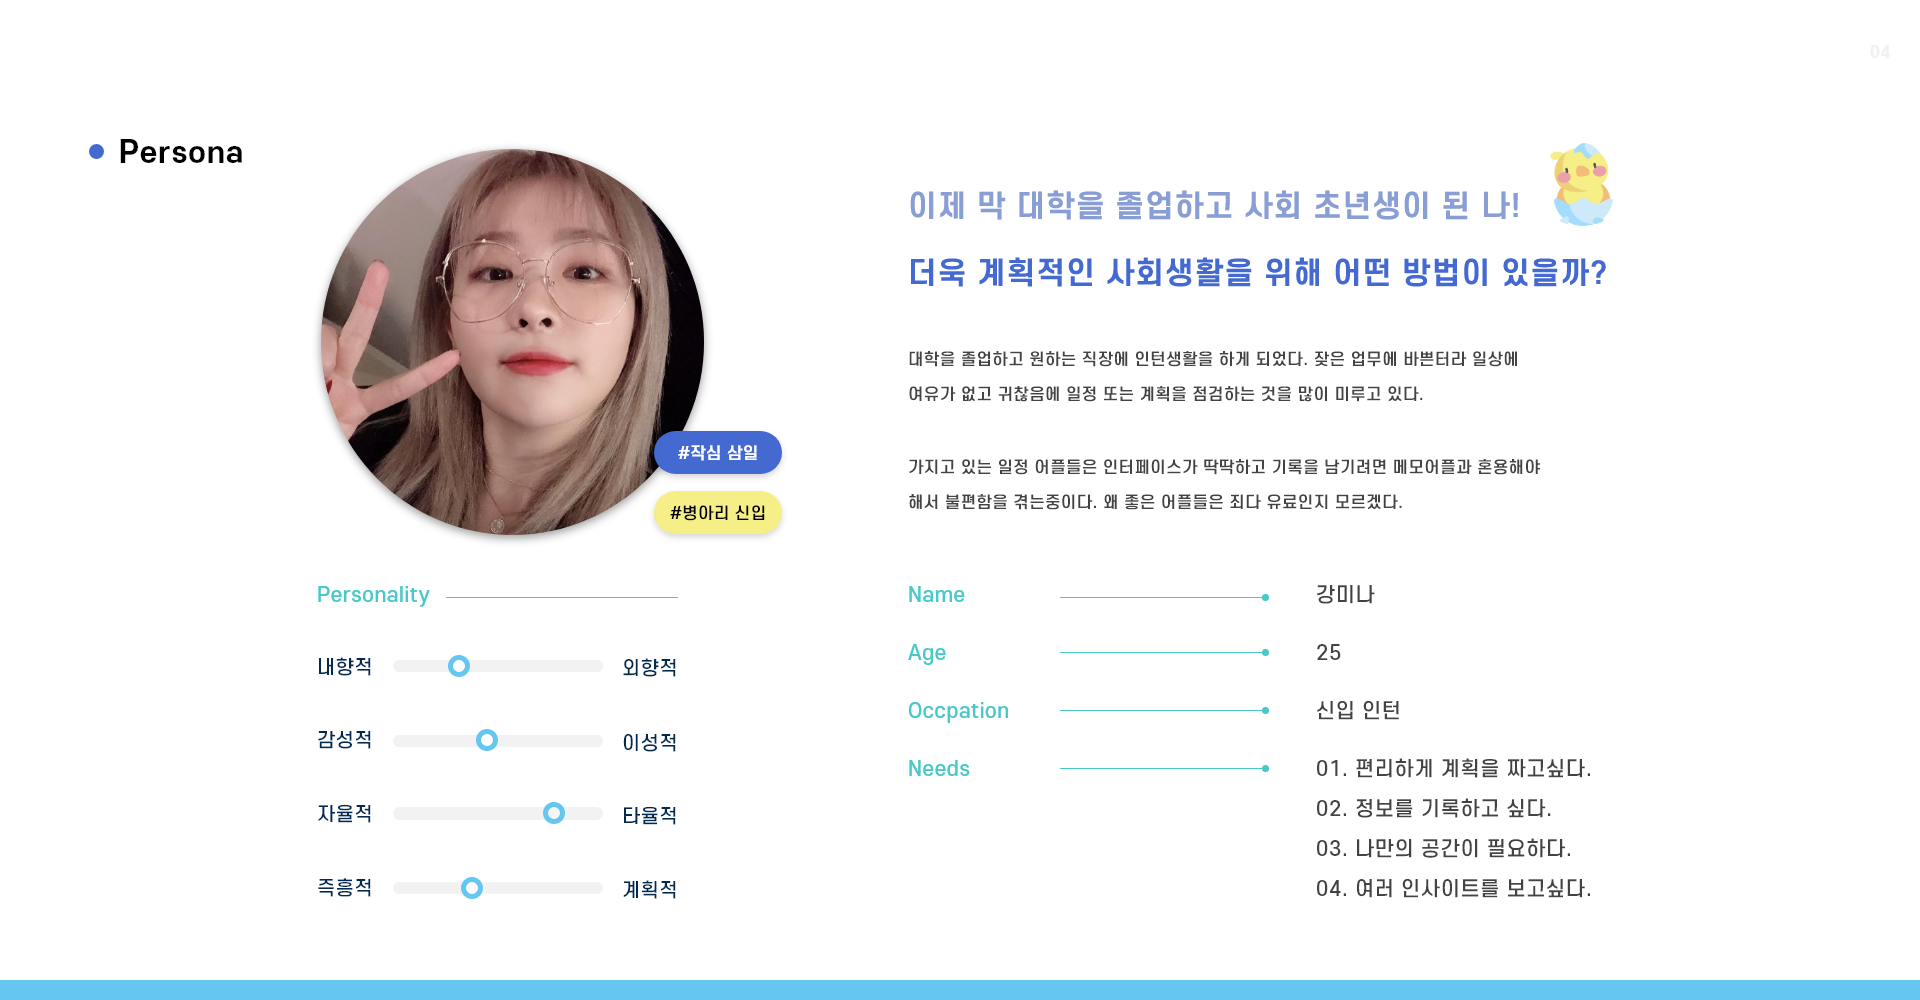 04
Persona
이제 막 대학을 졸업하고 사회 초년생이 된 나!
더욱 계획적인 사회생활을 위해 어떤 방법이 있을까?
대학을 졸업하고 원하는 직장에 인턴생활을 하게 되었다. 잦은 업무에 바쁜터라 일상에
여유가 없고 귀찮음에 일정 또는 계획을 점검하는 것을 많이 미루고 있다.
가지고 있는 일정 어플들은 인터페이스가 딱딱하고 기록을 남기려면 메모어플과 혼용해야
해서 불편함을 겪는중이다. 왜 좋은 어플들은 죄다 유료인지 모르겠다.
#작심 삼일
#병아리 신입
Personality
내향적 외향적
감성적 이성적
자율적 타율적
즉흥적 계획적
Name 강미나
Age 25
Occpation 신입 인턴
Needs 01. 편리하게 계획을 짜고싶다.
02. 정보를 기록하고 싶다.
03. 나만의 공간이 필요하다.
04. 여러 인사이트를 보고싶다.